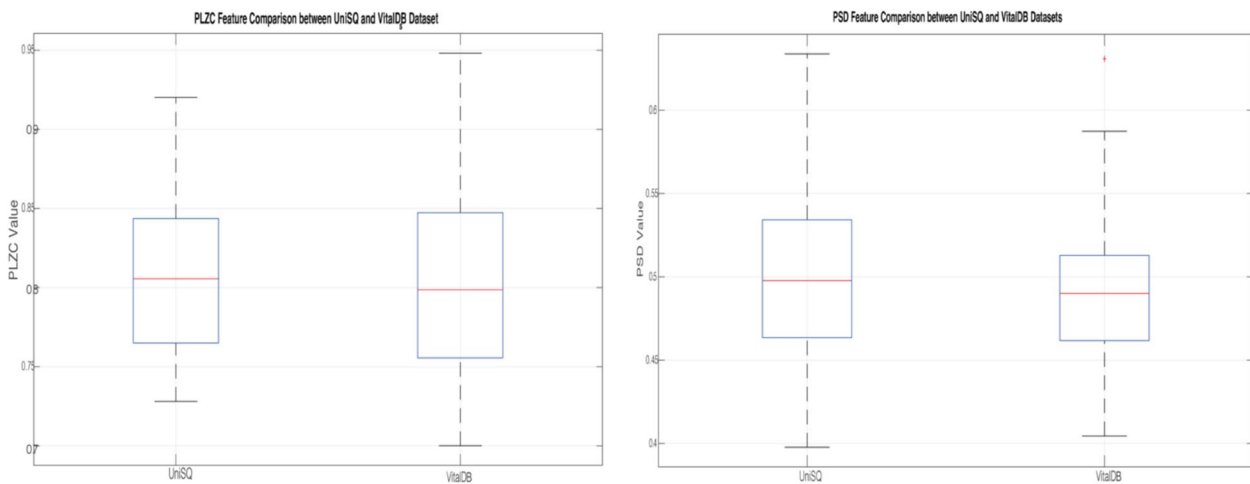 PLZC Feature Comparison between UniSQ and VitalDB Dataset
0.95
0.9
0.85
0.8
0.75
0.7
PLZC Value
UniSQ VitalDB
PSD Feature Comparison between UniSQ and VitalDB Datasets
0.6
0.55
0.5
0.45
0.4
PSD Value
UniSQ VitalDB